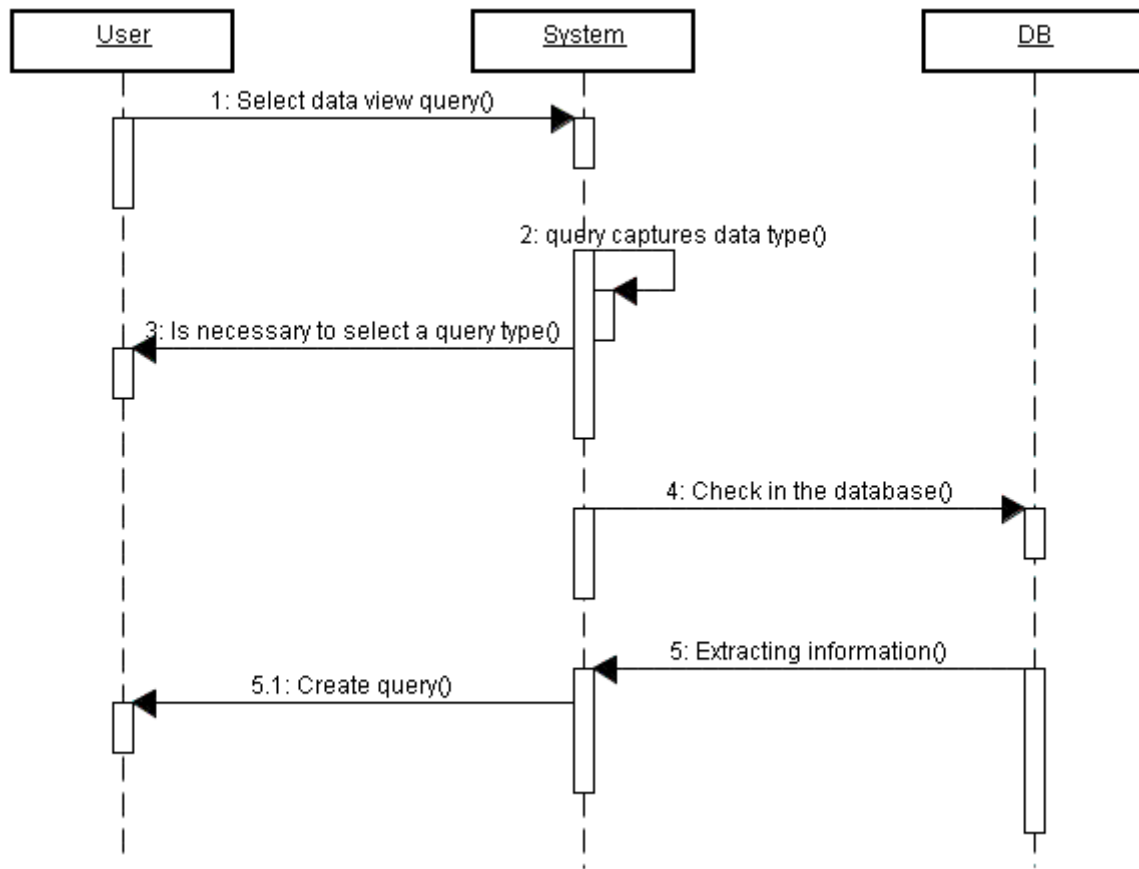 User
System
DB
1: Select data view query()
2: query captures data type()
3: Is necessary to select a query type()
4: Check in the database()
5: Extracting information()
5.1: Create query()